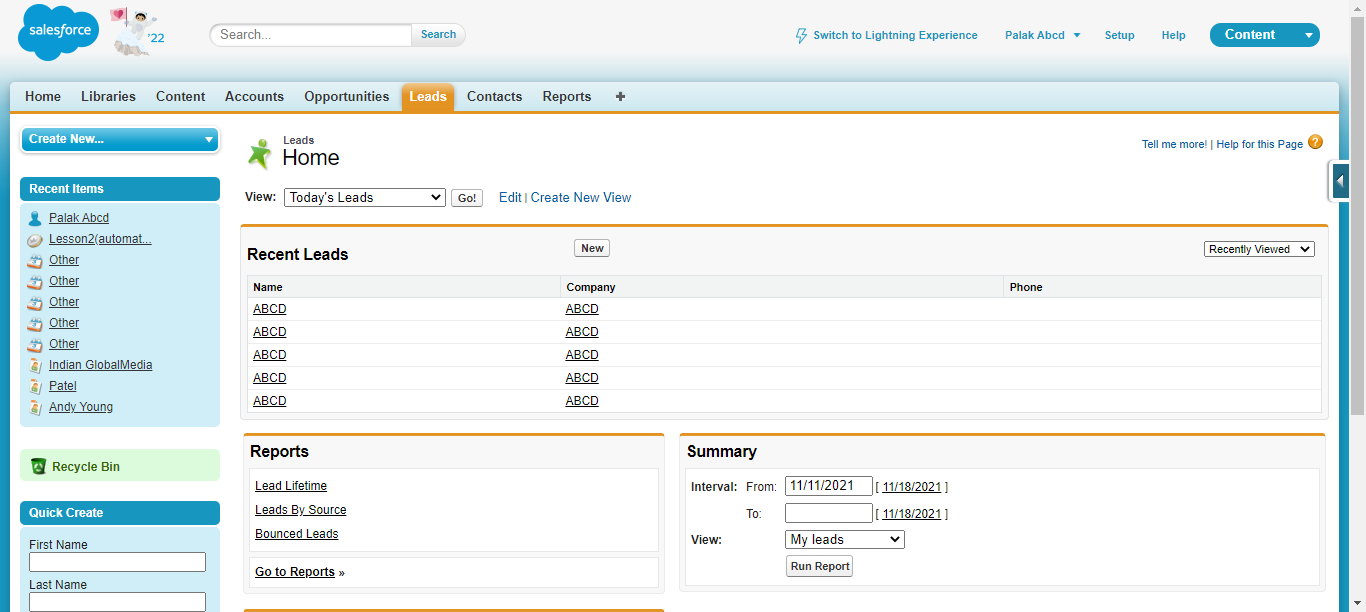 salesforce
'22
Search...
Search
Switch to Lightning Experience
Palak Abcd
Setup
Help
Content
Home
Libraries
Content
Accounts
Opportunities
Leads
Contacts
Reports
+
Create New...
Recent Items
Palak Abcd
Lesson2(automat...
Other
Other
Other
Other
Other
Indian GlobalMedia
Patel
Andy Young
Recycle Bin
Quick Create
First Name
Last Name
Leads
Home
Tell me more! | Help for this Page ?
View: Today's Leads Go! Edit | Create New View
Recent Leads New Recently Viewed
Name Company Phone
ABCD ABCD
ABCD ABCD
ABCD ABCD
ABCD ABCD
ABCD ABCD
Reports
Lead Lifetime
Leads By Source
Bounced Leads
Go to Reports »
Summary
Interval: From: 11/11/2021 [ 11/18/2021 ]
To: [ 11/18/2021 ]
View: My leads
Run Report